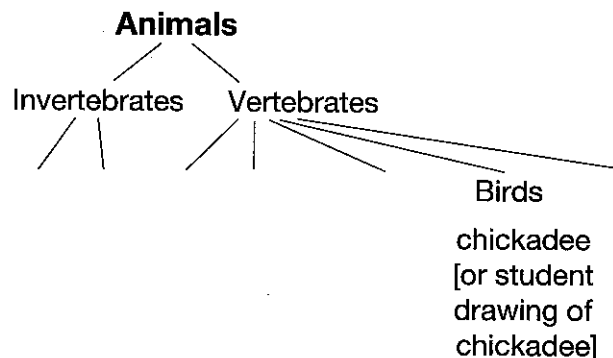 Animals
Invertebrates Vertebrates
Birds
chickadee
[or student
drawing of
chickadee]